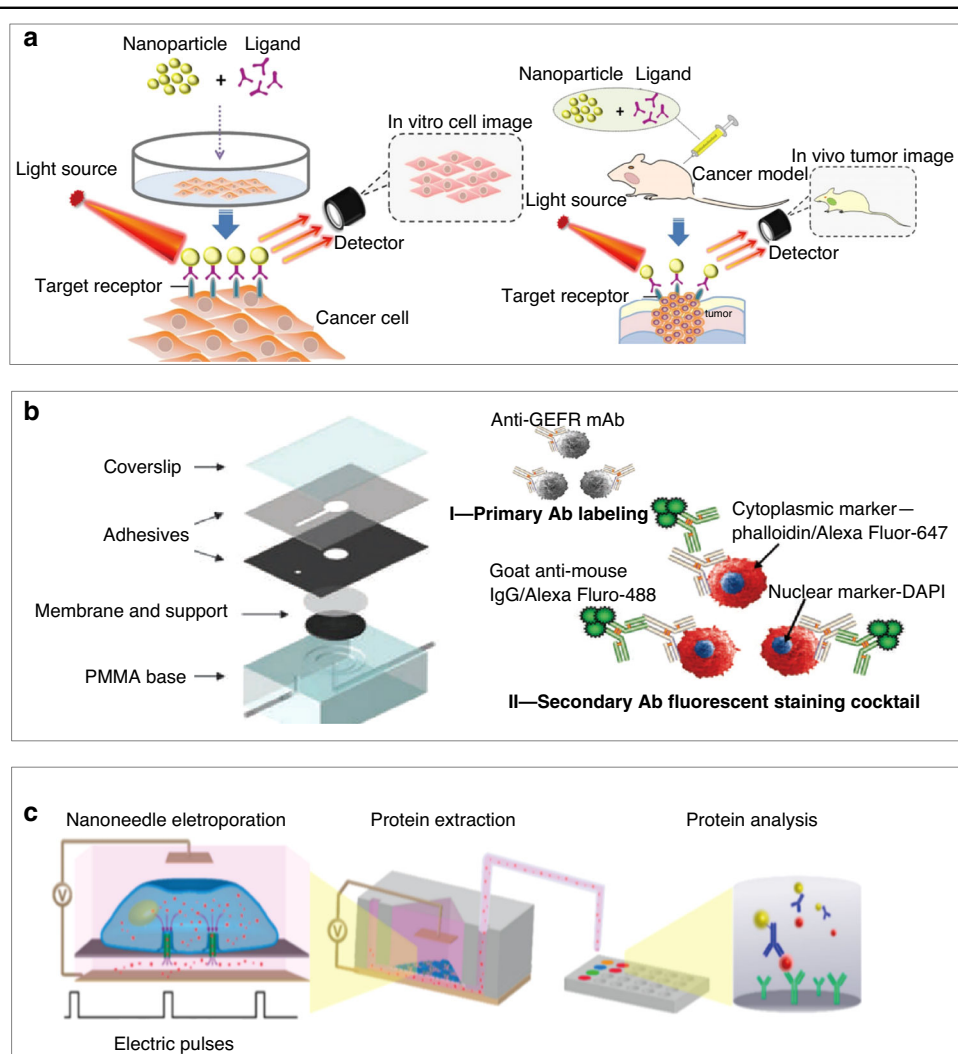 a
Nanoparticle Ligand
+
In vitro cell image
Light source
Detector
Target receptor
Cancer cell
Nanoparticle Ligand
+
Cancer model
In vivo tumor image
Light source
Detector
Target receptor
tumor
b
Coverslip
Adhesives
Membrane and support
PMMA base
Anti-GEFR mAb
I—Primary Ab labeling
Cytoplasmic marker—
phalloidin/Alexa Fluor-647
Goat anti-mouse
IgG/Alexa Fluro-488
Nuclear marker-DAPI
II—Secondary Ab fluorescent staining cocktail
c
Nanoneedle eletroporation
V
Electric pulses
Protein extraction
V
Protein analysis